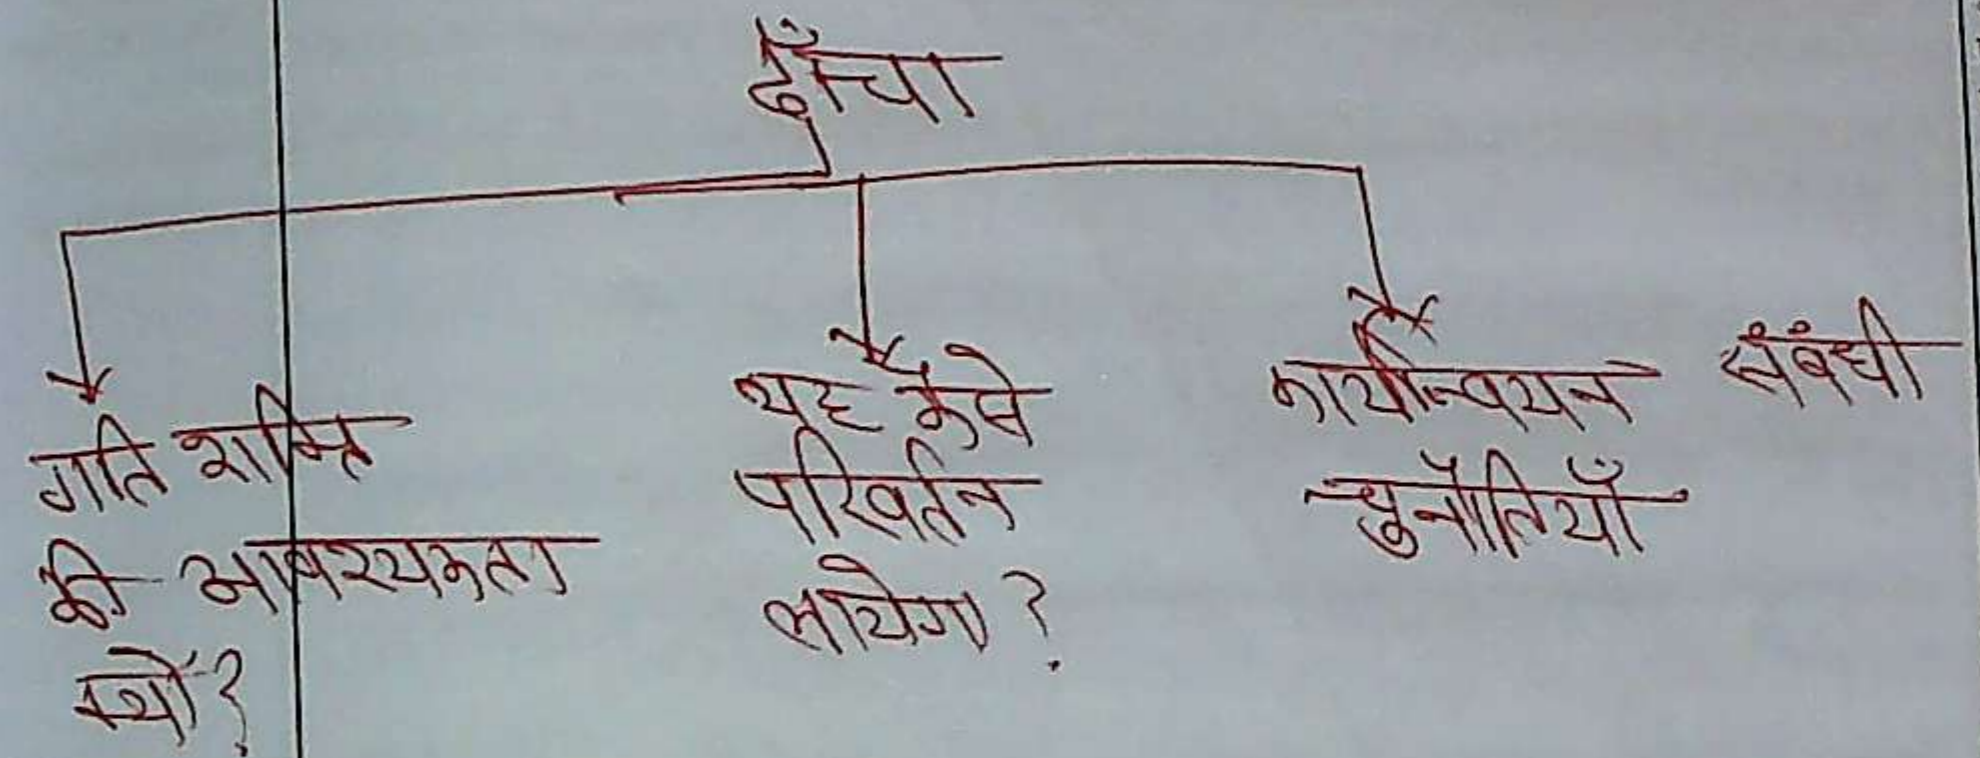 ढाँचा
गति शक्ति
की आवश्यकता
क्यों?
यह कैसे
परिवर्तन
लायेगा?
कार्यान्वयन संबंधी
चुनौतियाँ